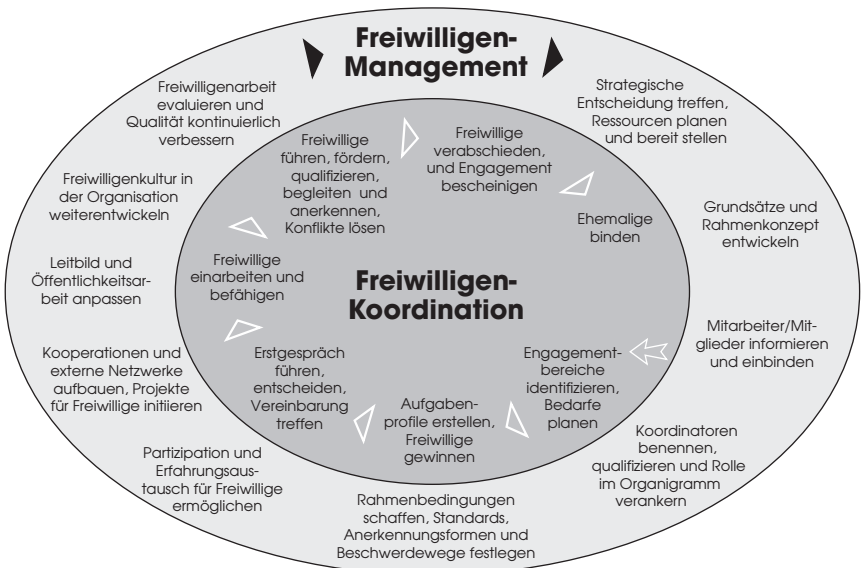 Freiwilligen-
Management
Strategische
Entscheidung treffen,
Ressourcen planen
und bereit stellen
Grundsätze und
Rahmenkonzept
entwickeln
Mitarbeiter/Mit-
glieder informieren
und einbinden
Koordinatoren
benennen,
qualifizieren und Rolle
im Organigramm
verankern
Rahmenbedingungen
schaffen, Standards,
Anerkennungsformen und
Beschwerdewege festlegen
Partizipation und
Erfahrungsaus-
tausch für Freiwillige
ermöglichen
Kooperationen und
externe Netzwerke
aufbauen, Projekte
für Freiwillige initiieren
Leitbild und
Öffentlichkeitsar-
beit anpassen
Freiwilligenkultur in
der Organisation
weiterentwickeln
Freiwilligenarbeit
evaluieren und
Qualität kontinuierlich
verbessern
Freiwilligen-
Koordination
Engagement-
bereiche
identifizieren,
Bedarfe
planen
Aufgaben-
profile erstellen,
Freiwillige
gewinnen
Erstgespräch
führen,
entscheiden,
Vereinbarung
treffen
Freiwillige
einarbeiten und
befähigen
Freiwillige
führen, fördern,
qualifizieren,
begleiten und
anerkennen,
Konflikte lösen
Freiwillige
verabschieden,
und Engagement
bescheinigen
Ehemalige
binden